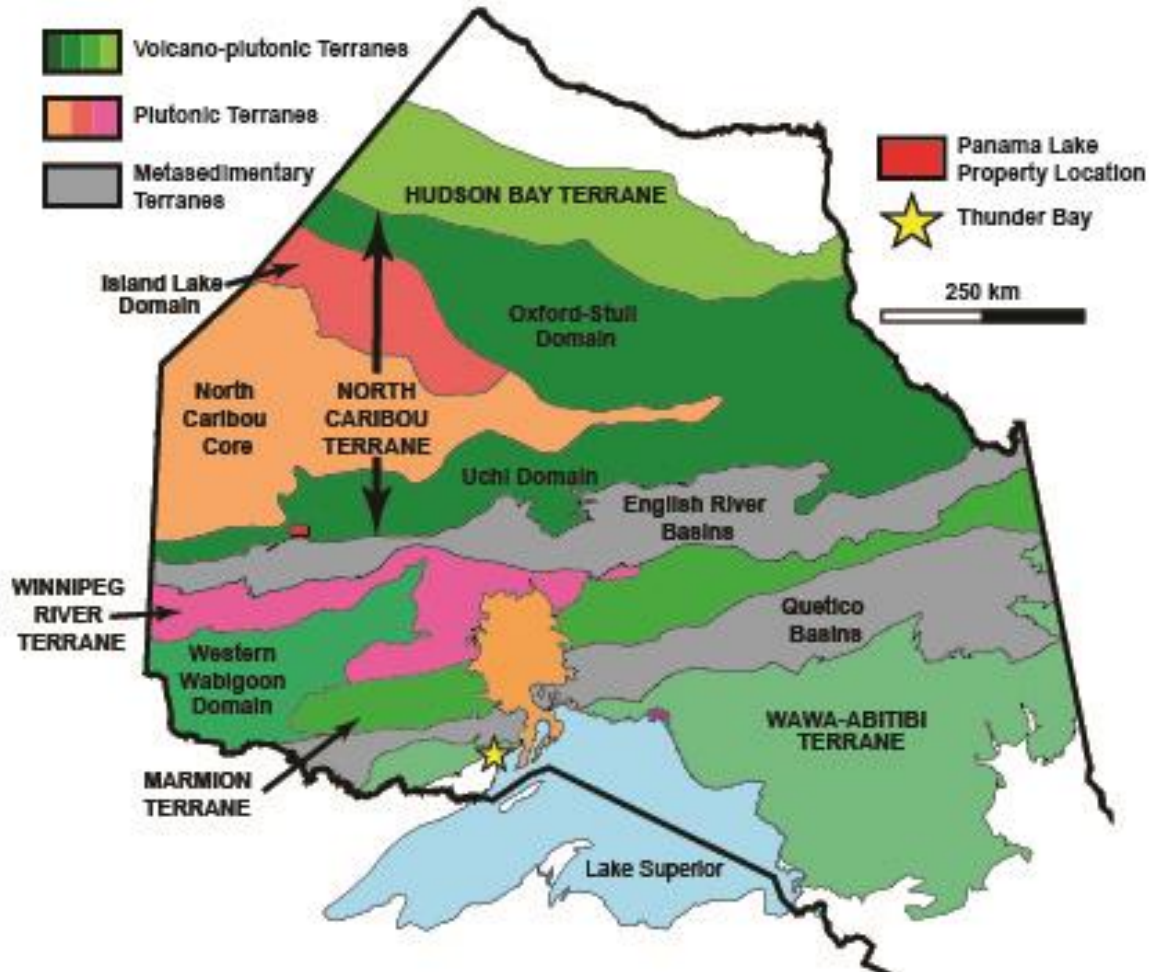 Volcano-plutonic Terranes
Plutonic Terranes
Metasedimentary
Terranes
Panama Lake
Property Location
Thunder Bay
250 km
HUDSON BAY TERRANE
Island Lake
Domain
Oxford-Stull
Domain
North
Caribou
Core
NORTH
CARIBOU
TERRANE
Uchi Domain
English River
Basins
WINNIPEG
RIVER
TERRANE
Quetico
Basins
Western
Wabigoon
Domain
WAWA-ABITIBI
TERRANE
MARMION
TERRANE
Lake Superior